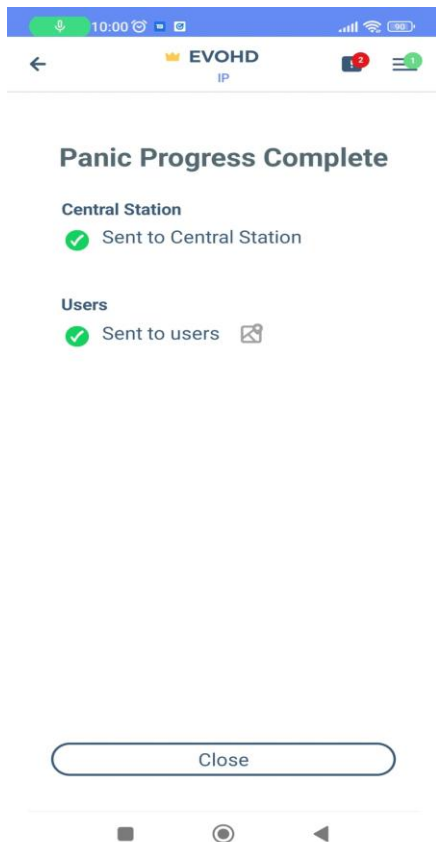 10:00
90
EVOHD
2
1
IP
Panic Progress Complete
Central Station
Sent to Central Station
Users
Sent to users
Close